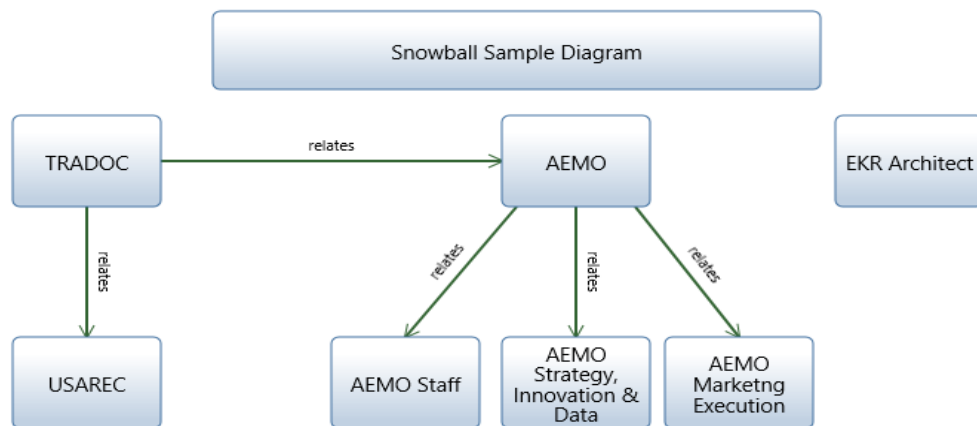 Snowball Sample Diagram
TRADOC
relates
AEMO
EKR Architect
relates
relates
relates
relates
USAREC
AEMO Staff
AEMO
Strategy,
Innovation &
Data
AEMO
Marketng
Execution